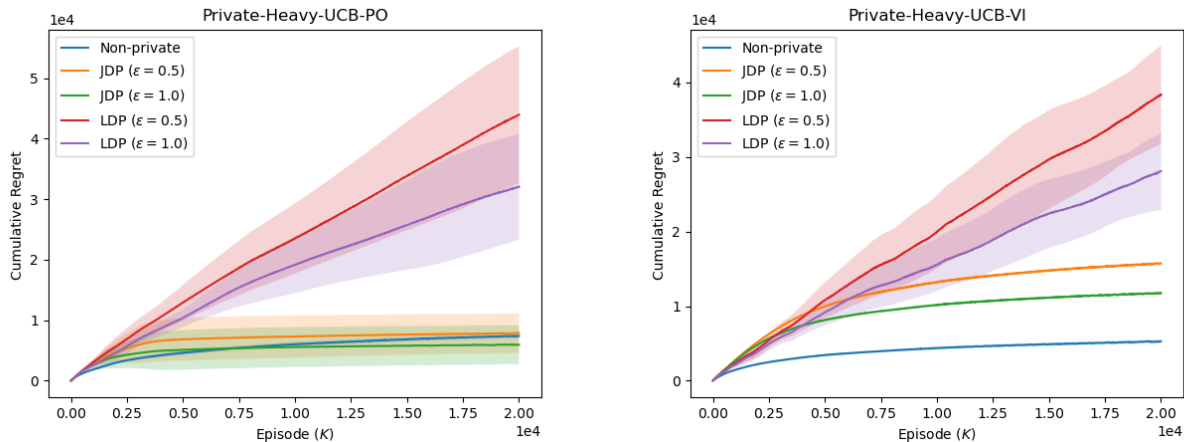 Private-Heavy-UCB-PO
1e4
Non-private
JDP (ε = 0.5)
JDP (ε = 1.0)
LDP (ε = 0.5)
LDP (ε = 1.0)
5
4
3
2
1
0
Cumulative Regret
0.00 0.25 0.50 0.75 1.00 1.25 1.50 1.75 2.00
1e4
Episode (K)
Private-Heavy-UCB-VI
1e4
Non-private
JDP (ε = 0.5)
JDP (ε = 1.0)
LDP (ε = 0.5)
LDP (ε = 1.0)
4
3
2
1
0
Cumulative Regret
0.00 0.25 0.50 0.75 1.00 1.25 1.50 1.75 2.00
1e4
Episode (K)